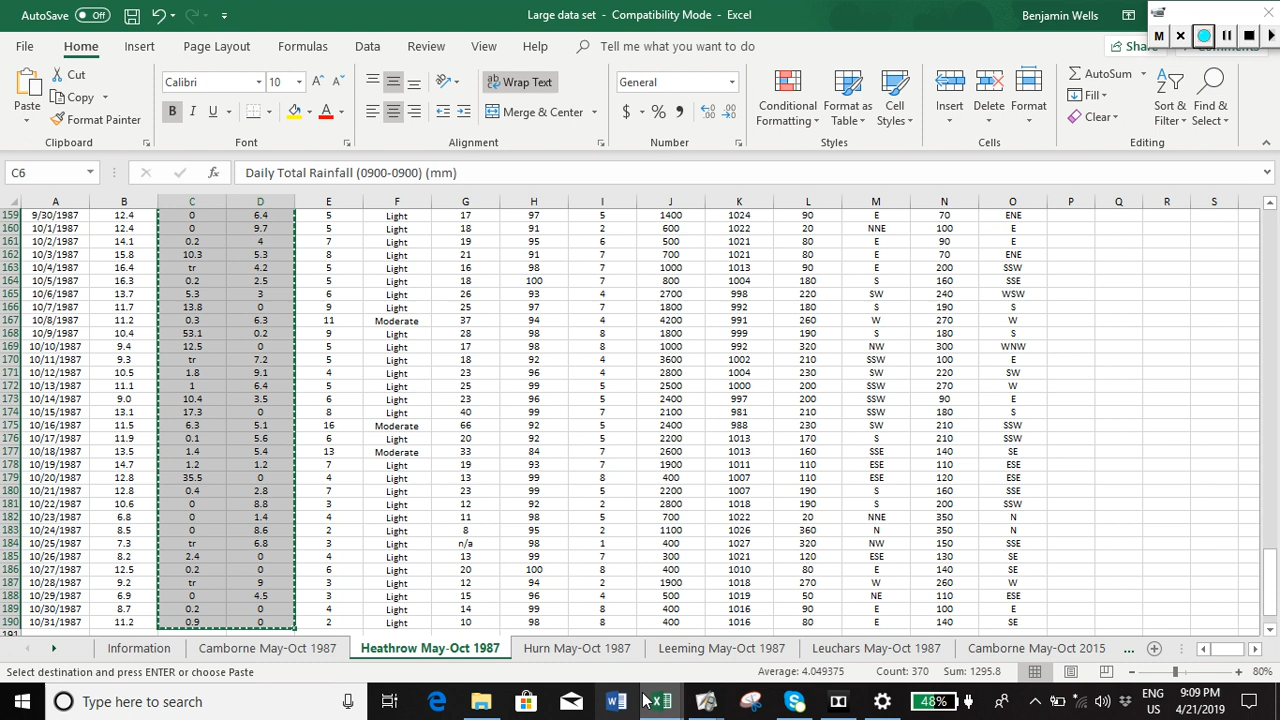 AutoSave Off Large data set - Compatibility Mode - Excel Benjamin Wells
File Home Insert Page Layout Formulas Data Review View Help Tell me what you want to do Share Comments
Paste Cut Copy Format Painter Calibri 10 Wrap Text Merge & Center General Conditional Formatting Format as Table Cell Styles Insert Delete Format AutoSum Fill Clear Sort & Filter Find & Select
Clipboard Font Alignment Number Styles Cells Editing
C6 fx Daily Total Rainfall (0900-0900) (mm)
A B C D E F G H I J K L M N O P Q R S
159 9/30/1987 12.4 0 6.4 5 Light 17 97 5 1400 1024 90 E 70 ENE
160 10/1/1987 12.4 0 9.7 5 Light 18 91 2 600 1022 20 NNE 100 E
161 10/2/1987 14.1 0.2 4 7 Light 19 95 6 500 1021 80 E 90 E
162 10/3/1987 15.8 10.3 5.3 8 Light 21 91 7 700 1021 80 E 70 ENE
163 10/4/1987 16.4 tr 4.2 5 Light 16 98 7 1000 1013 90 E 200 SSW
164 10/5/1987 16.3 0.2 2.5 5 Light 18 100 7 800 1004 180 S 160 SSE
165 10/6/1987 13.7 5.3 3 6 Light 26 93 4 2700 998 220 SW 240 WSW
166 10/7/1987 11.7 13.8 0 9 Light 25 97 7 1800 992 180 S 190 S
167 10/8/1987 11.2 0.3 6.3 11 Moderate 37 94 4 4200 991 260 W 270 W
168 10/9/1987 10.4 53.1 0.2 9 Light 28 98 8 1800 999 190 S 180 S
169 10/10/1987 9.4 12.5 0 5 Light 17 98 8 1000 992 320 NW 300 WNW
170 10/11/1987 9.3 tr 7.2 5 Light 18 92 4 3600 1002 210 SSW 100 E
171 10/12/1987 10.5 1.8 9.1 4 Light 23 96 4 2800 1004 230 SW 220 SW
172 10/13/1987 11.1 1 6.4 5 Light 25 99 5 2500 1000 200 SSW 270 W
173 10/14/1987 9.0 10.4 3.5 6 Light 23 96 5 2400 997 200 SSW 90 E
174 10/15/1987 13.1 17.3 0 8 Light 40 99 7 2100 981 210 SSW 180 S
175 10/16/1987 11.5 6.3 5.1 16 Moderate 66 92 5 2400 988 230 SW 210 SSW
176 10/17/1987 11.9 0.1 5.6 6 Light 20 92 5 2200 1013 170 S 210 SSW
177 10/18/1987 13.5 1.4 5.4 13 Moderate 33 84 7 2600 1013 160 SSE 140 SE
178 10/19/1987 14.7 1.2 1.2 7 Light 19 93 7 1900 1011 110 ESE 110 ESE
179 10/20/1987 12.8 35.5 0 4 Light 13 99 8 400 1007 110 ESE 120 ESE
180 10/21/1987 12.8 0.4 2.8 7 Light 23 99 5 2200 1007 190 S 160 SSE
181 10/22/1987 10.6 0 8.8 3 Light 12 92 2 2800 1018 190 S 200 SSW
182 10/23/1987 6.8 0 1.4 4 Light 11 98 5 700 1022 20 NNE 350 N
183 10/24/1987 8.5 0 8.6 2 Light 8 95 2 1100 1026 360 N 350 N
184 10/25/1987 7.3 tr 6.8 3 Light n/a 98 1 400 1027 320 NW 150 SSE
185 10/26/1987 8.2 2.4 0 4 Light 13 99 7 300 1021 120 ESE 130 SE
186 10/27/1987 12.5 0.2 0 6 Light 20 100 8 400 1010 80 E 140 SE
187 10/28/1987 9.2 tr 9 3 Light 12 94 2 1900 1018 270 W 260 W
188 10/29/1987 6.9 0 4.5 3 Light 15 96 4 500 1019 50 NE 110 ESE
189 10/30/1987 8.7 0.2 0 4 Light 14 99 8 400 1016 90 E 100 E
190 10/31/1987 11.2 0.9 0 2 Light 10 98 8 400 1016 80 E 140 SE
191
Information Camborne May-Oct 1987 Heathrow May-Oct 1987 Hurn May-Oct 1987 Leeming May-Oct 1987 Leuchars May-Oct 1987 Camborne May-Oct 2015 ...
Select destination and press ENTER or choose Paste Average: 4.049375 Count: 370 Sum: 1295.8 80%
Type here to search 48% ENG US 9:09 PM 4/21/2019